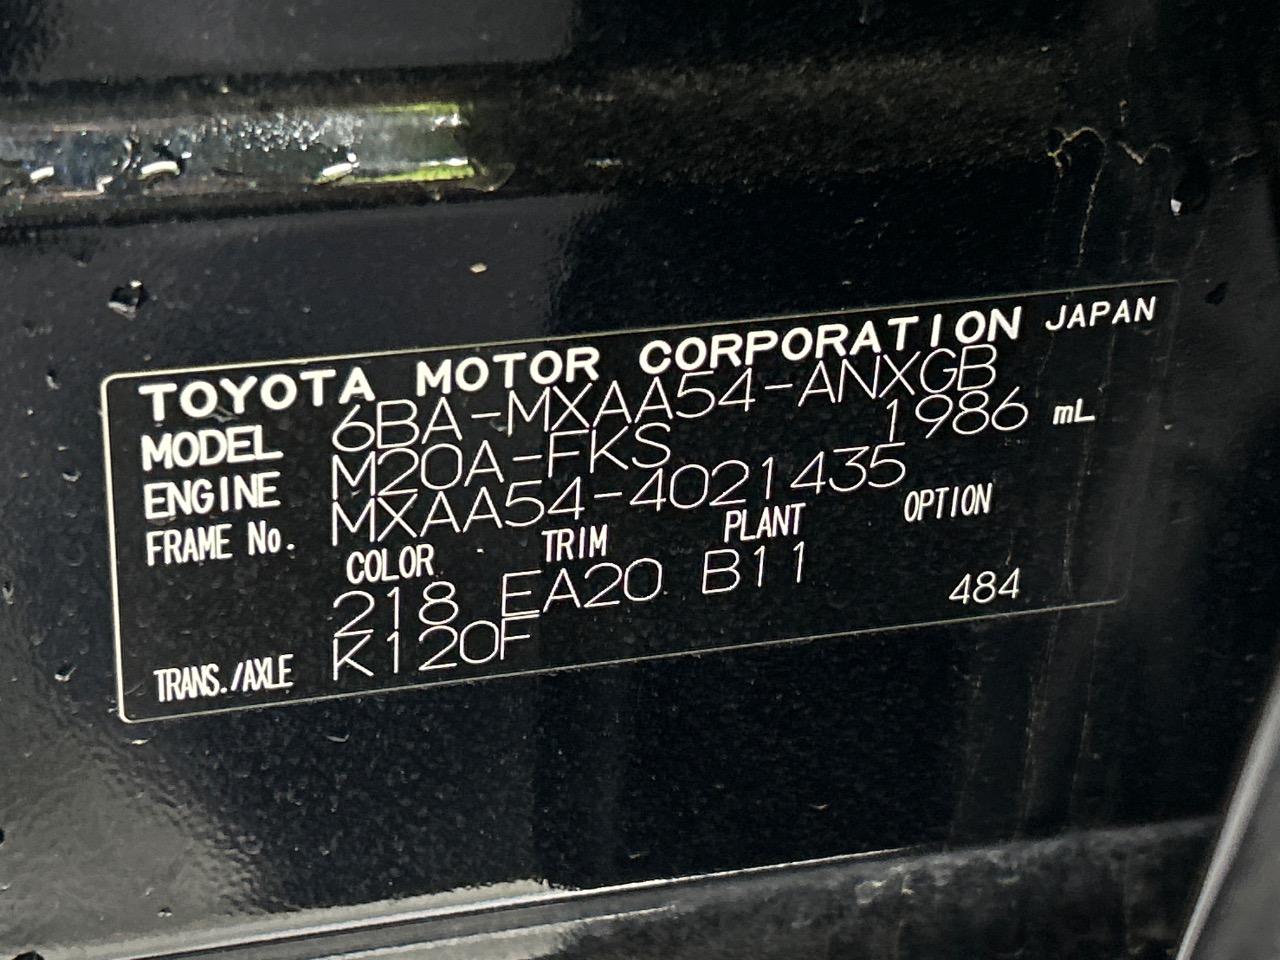 TOYOTA MOTOR CORPORATION JAPAN
MODEL 6BA-MXAA54-ANXGB
ENGINE M20A-FKS 1986 mL
FRAME No. MXAA54-4021435
COLOR TRIM PLANT OPTION
218 EA20 B11 484
TRANS./AXLE K120F